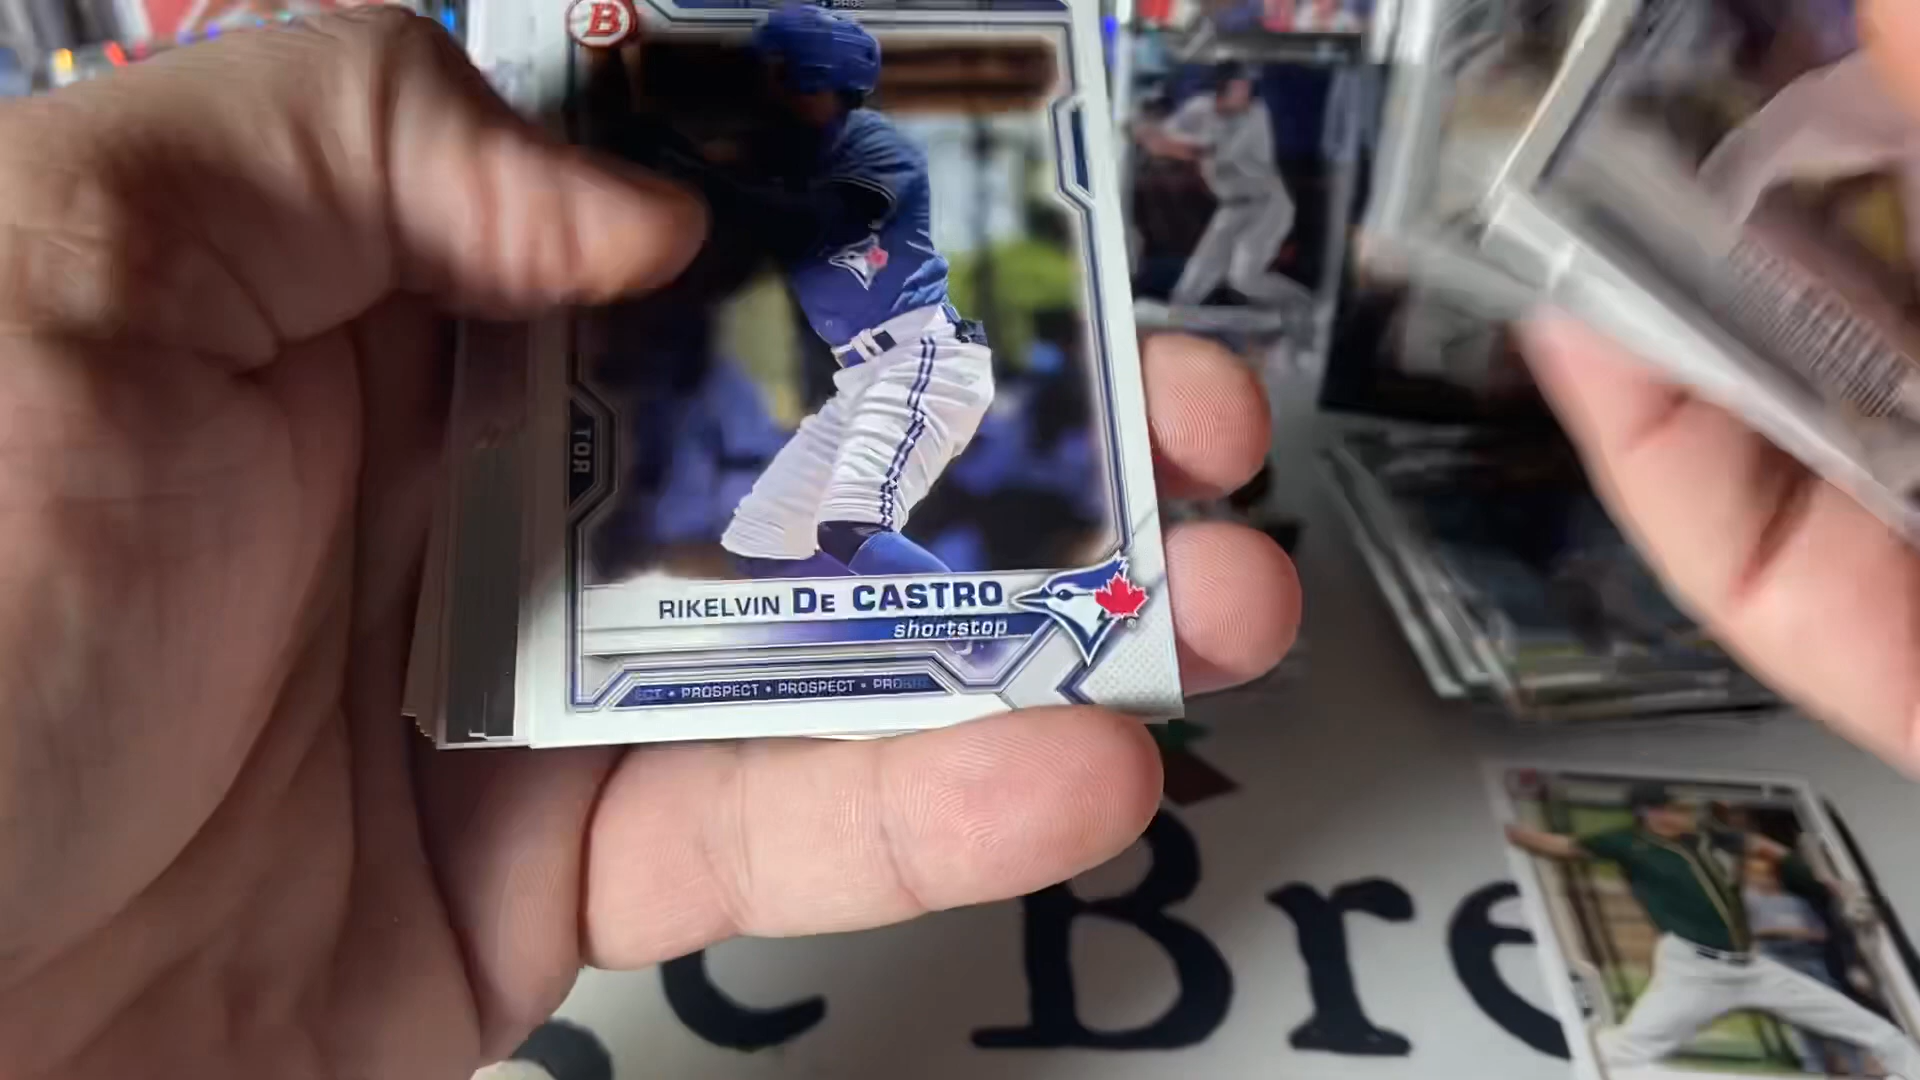 B
TOR
RIKELVIN DE CASTRO
shortstop
PROSPECT • PROSPECT
Bre